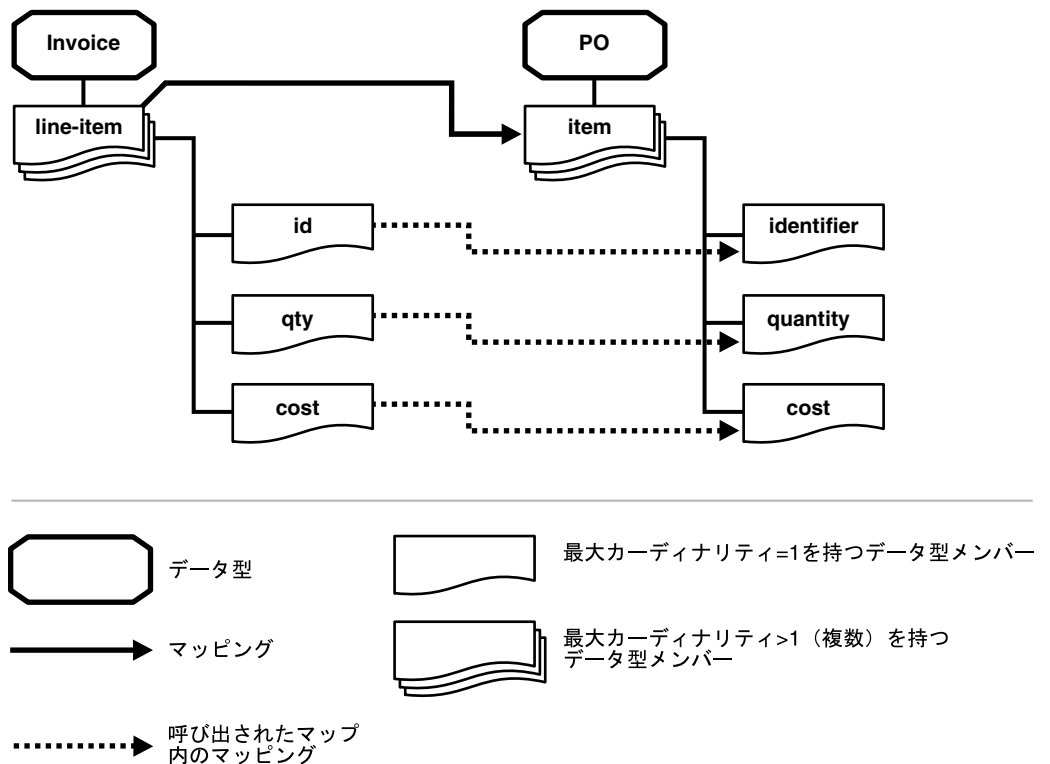 Invoice
PO
line-item
item
id
identifier
qty
quantity
cost
cost
データ型
最大カーディナリティ=1を持つデータ型メンバー
マッピング
最大カーディナリティ>1（複数）を持つ
データ型メンバー
呼び出されたマップ
内のマッピング